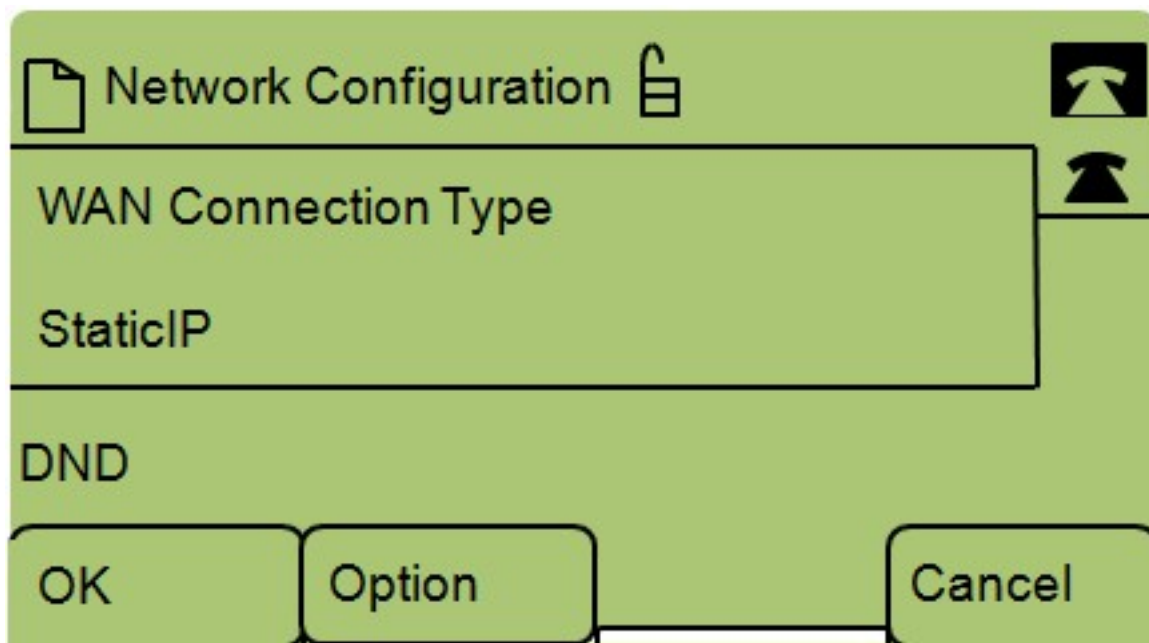 Network Configuration
WAN Connection Type
StaticIP
DND
OK Option Cancel